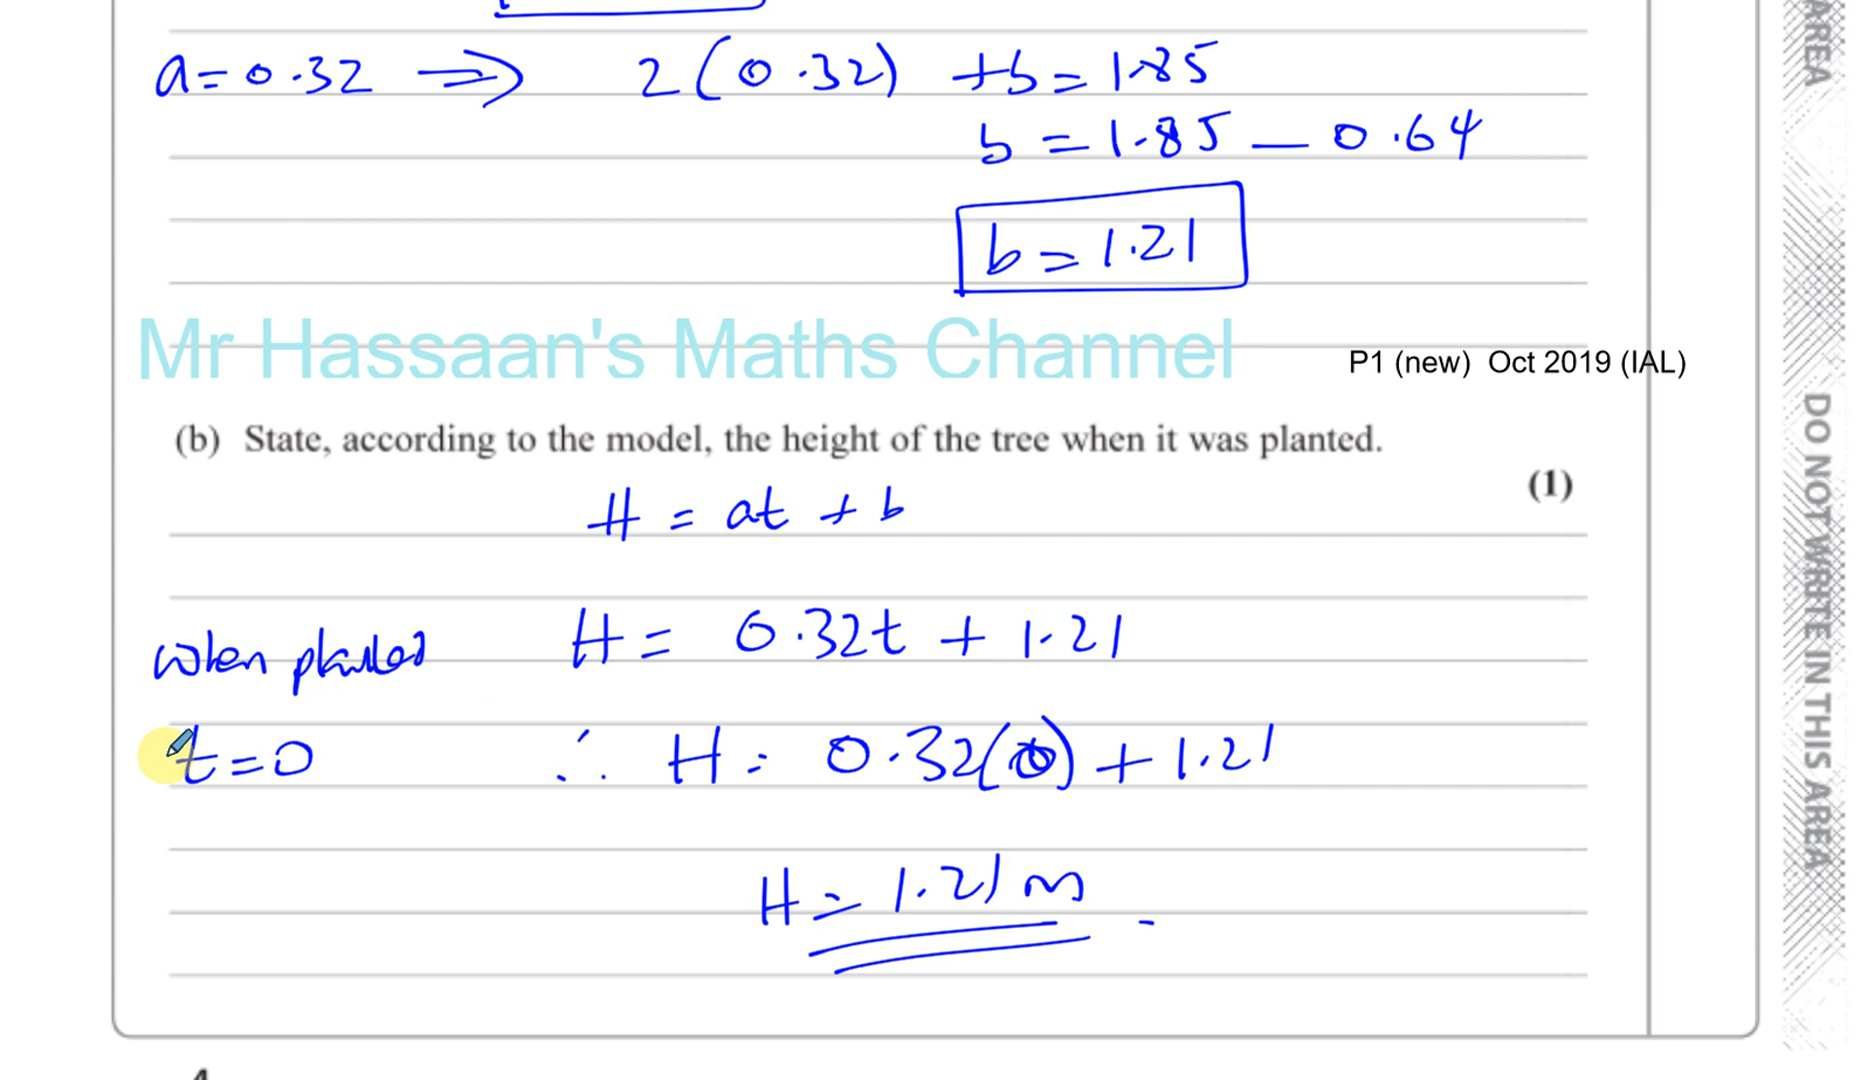 a = 0.32 ⇒ 2(0.32) + b = 1.85
b = 1.85 – 0.64
b = 1.21
Mr Hassaan's Maths Channel
P1 (new) Oct 2019 (IAL)
(b) State, according to the model, the height of the tree when it was planted.
(1)
H = at + b
when planted H = 0.32t + 1.21
t = 0 ∴ H = 0.32(0) + 1.21
H = 1.21 m
AREA
DO NOT WRITE IN THIS AREA